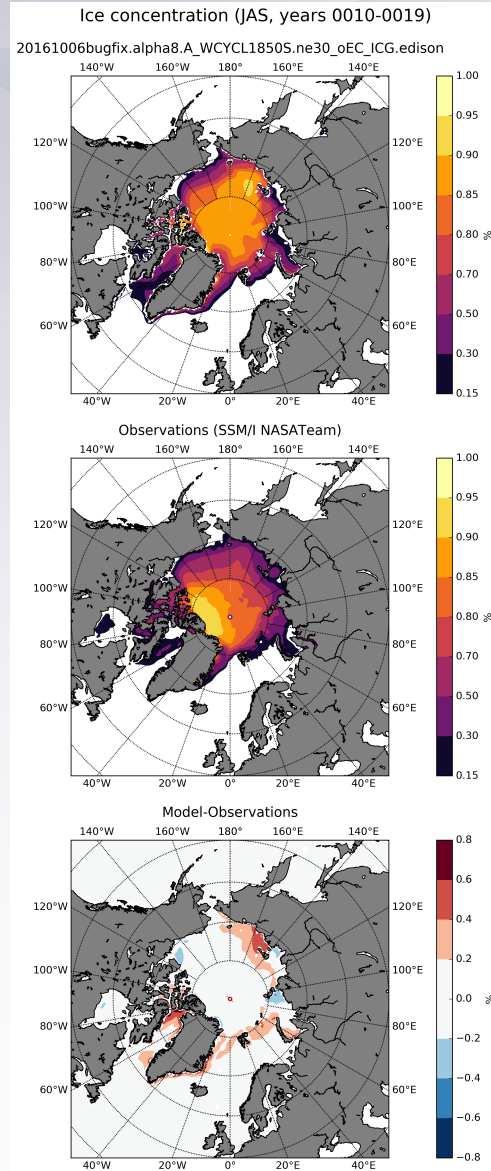 Ice concentration (JAS, years 0010-0019)
20161006bugfix.alpha8.A_WCYCL1850S.ne30_oEC_ICG.edison
140°W 160°W 180° 160°E 140°E
120°W 120°E
100°W 100°E
80°W 80°E
60°W 60°E
40°W 20°W 0° 20°E 40°E
1.00
0.95
0.90
0.85
0.80
0.70
0.50
0.30
0.15
%
Observations (SSM/I NASATeam)
140°W 160°W 180° 160°E 140°E
120°W 120°E
100°W 100°E
80°W 80°E
60°W 60°E
40°W 20°W 0° 20°E 40°E
1.00
0.95
0.90
0.85
0.80
0.70
0.50
0.30
0.15
%
Model-Observations
140°W 160°W 180° 160°E 140°E
120°W 120°E
100°W 100°E
80°W 80°E
60°W 60°E
40°W 20°W 0° 20°E 40°E
0.8
0.6
0.4
0.2
0.0
−0.2
−0.4
−0.6
−0.8
%